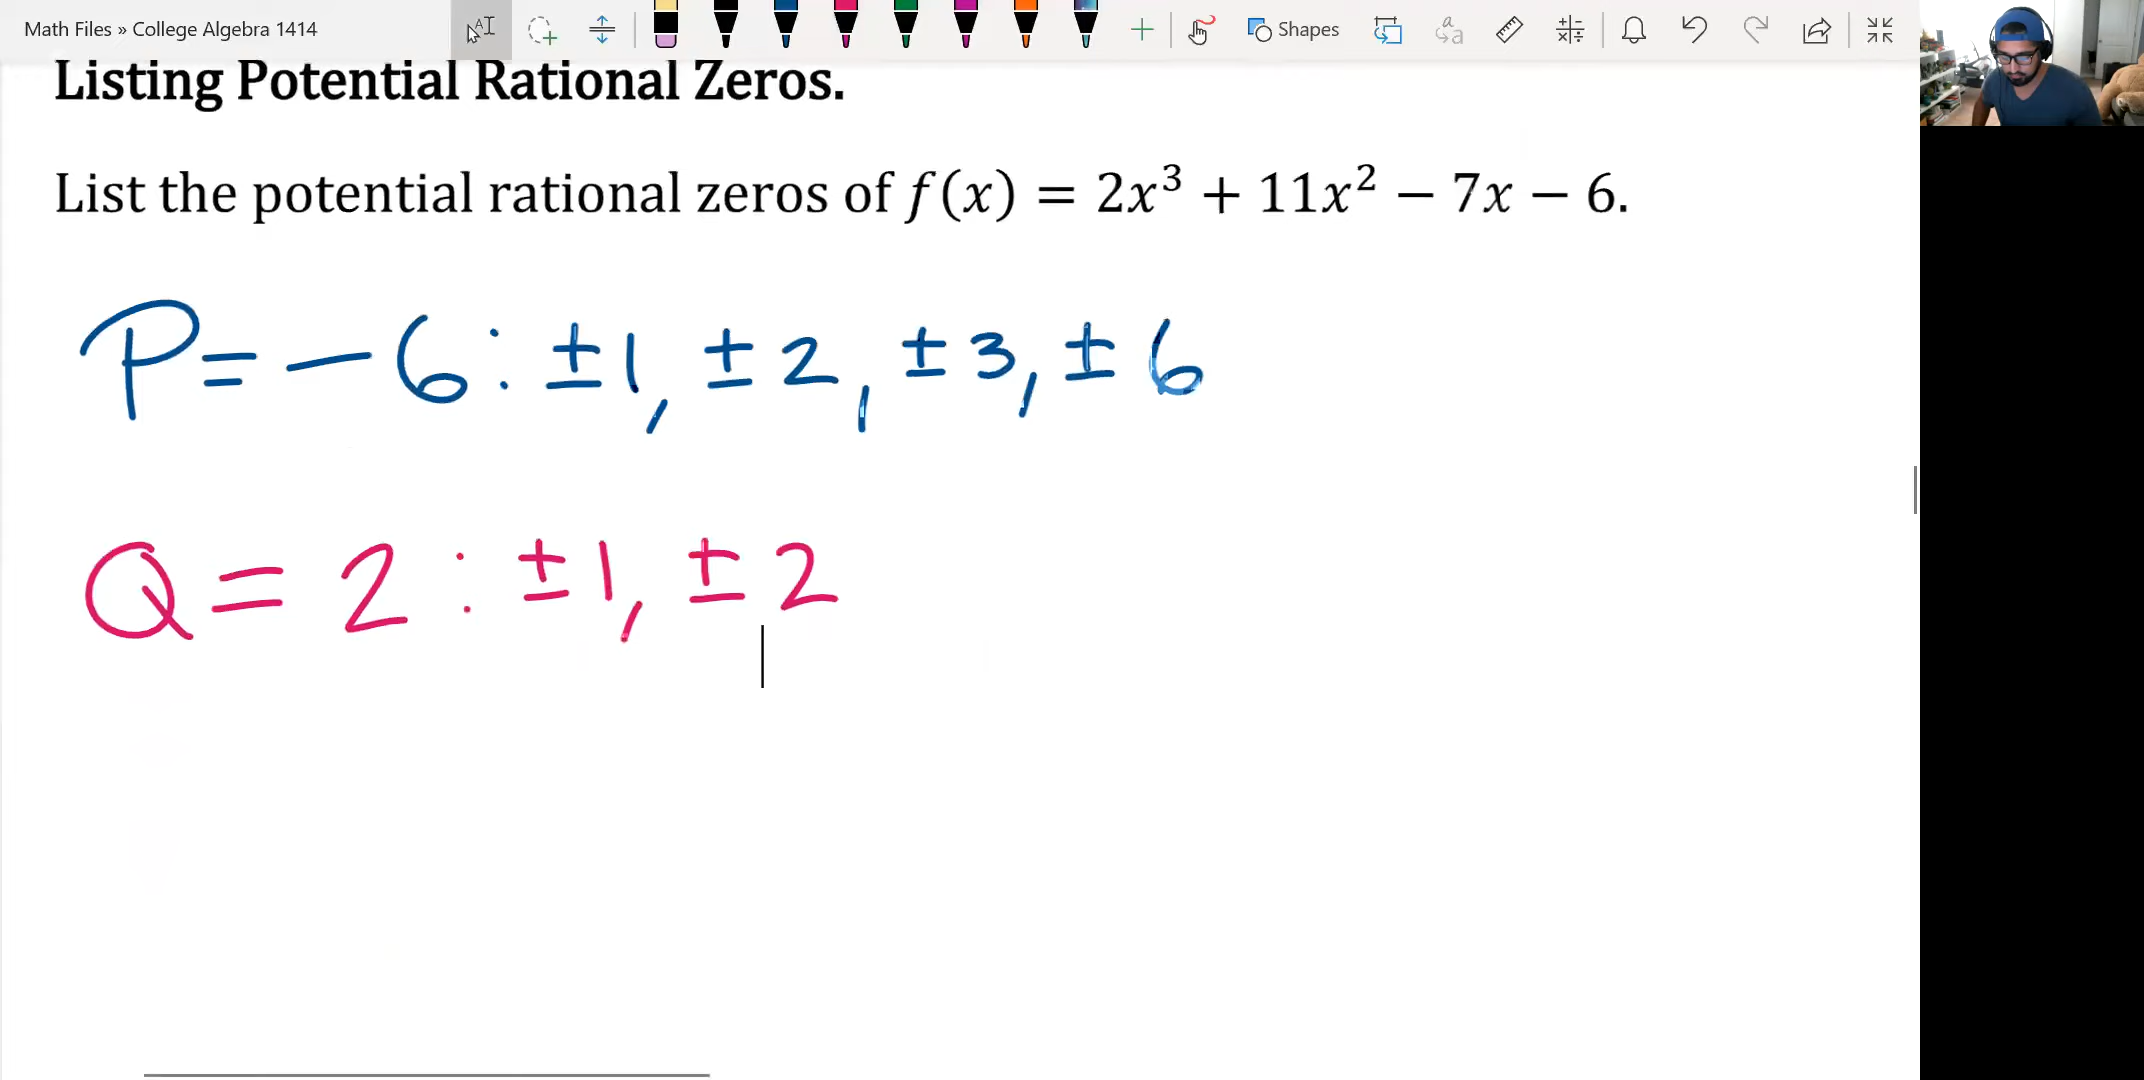 Math Files » College Algebra 1414
Shapes
Listing Potential Rational Zeros.
List the potential rational zeros of f(x) = 2x³ + 11x² − 7x − 6.
P = − 6 : ± 1, ± 2, ± 3, ± 6
Q = 2 : ± 1, ± 2